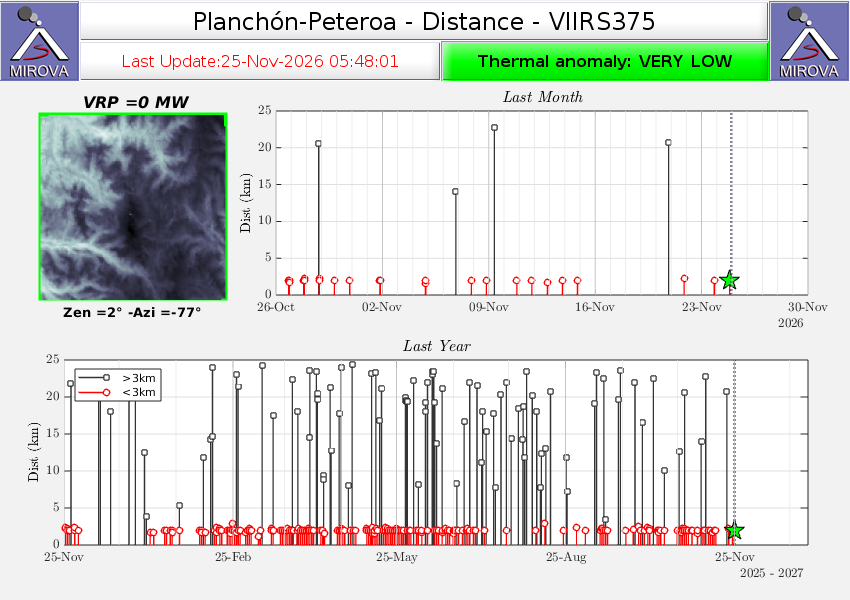 MIROVA
Planchón-Peteroa - Distance - VIIRS375
Last Update:25-Nov-2026 05:48:01
Thermal anomaly: VERY LOW
MIROVA
VRP =0 MW
Zen =2° -Azi =-77°
Last Month
Dist (km)
25
20
15
10
5
0
26-Oct
02-Nov
09-Nov
16-Nov
23-Nov
30-Nov
2026
Last Year
Dist (km)
25
20
15
10
5
0
>3km
<3km
25-Nov
25-Feb
25-May
25-Aug
25-Nov
2025 - 2027